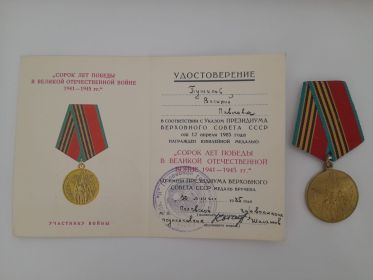 "СОРОК ЛЕТ ПОБЕДЫ
В ВЕЛИКОЙ ОТЕЧЕСТВЕННОЙ ВОЙНЕ
1941—1945 гг."
УЧАСТНИКУ ВОЙНЫ
УДОСТОВЕРЕНИЕ
В СООТВЕТСТВИИ С УКАЗОМ ПРЕЗИДИУМА
ВЕРХОВНОГО СОВЕТА СССР
от 12 апреля 1985 года
НАГРАЖДЕН ЮБИЛЕЙНОЙ МЕДАЛЬЮ
"СОРОК ЛЕТ ПОБЕДЫ
В ВЕЛИКОЙ ОТЕЧЕСТВЕННОЙ
ВОЙНЕ 1941—1945 гг."
ОТ ИМЕНИ ПРЕЗИДИУМА ВЕРХОВНОГО
СОВЕТА СССР МЕДАЛЬ ВРУЧЕНА
1985 года